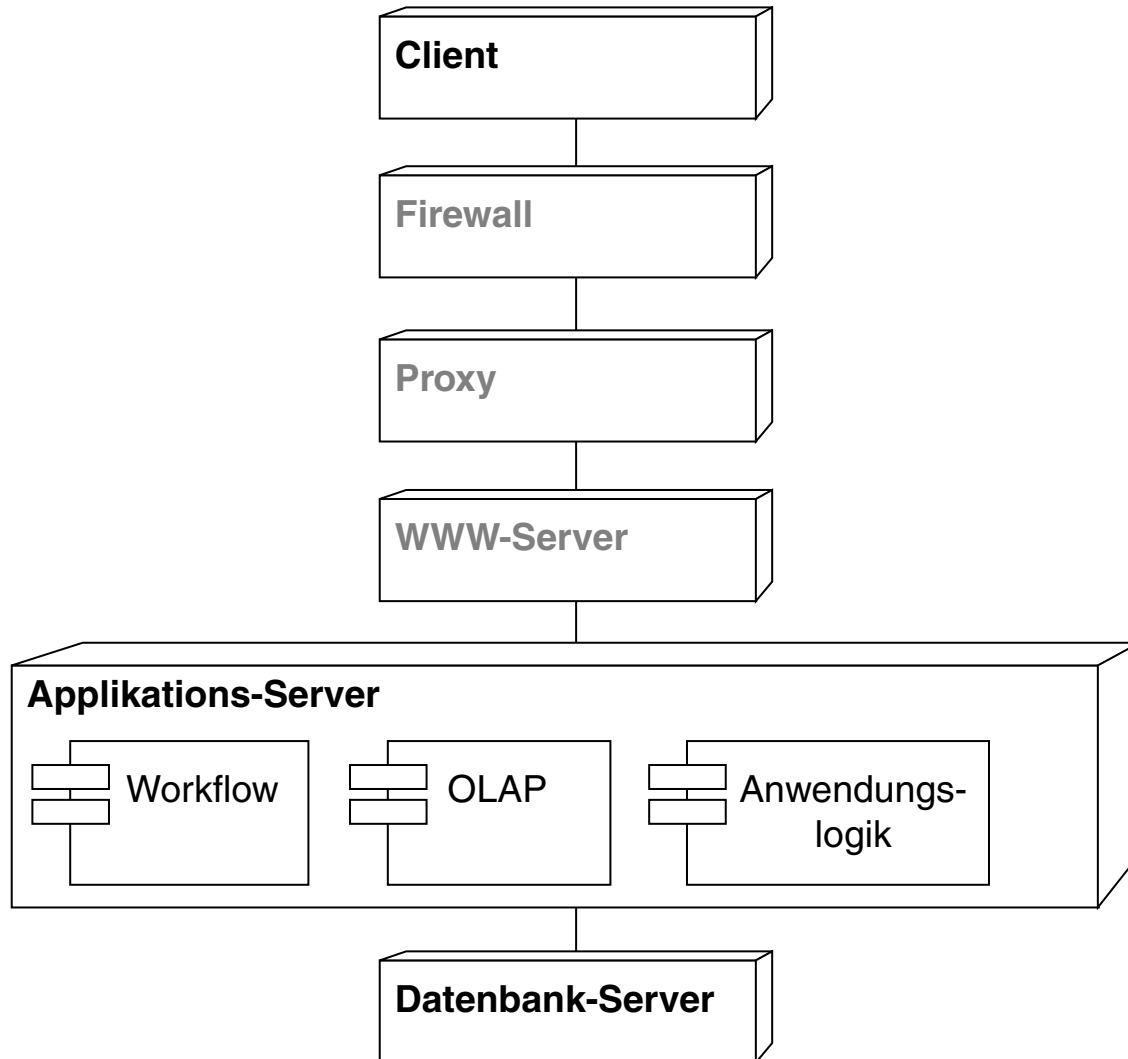 Client
Firewall
Proxy
WWW-Server
Applikations-Server
Workflow
OLAP
Anwendungs-
logik
Datenbank-Server